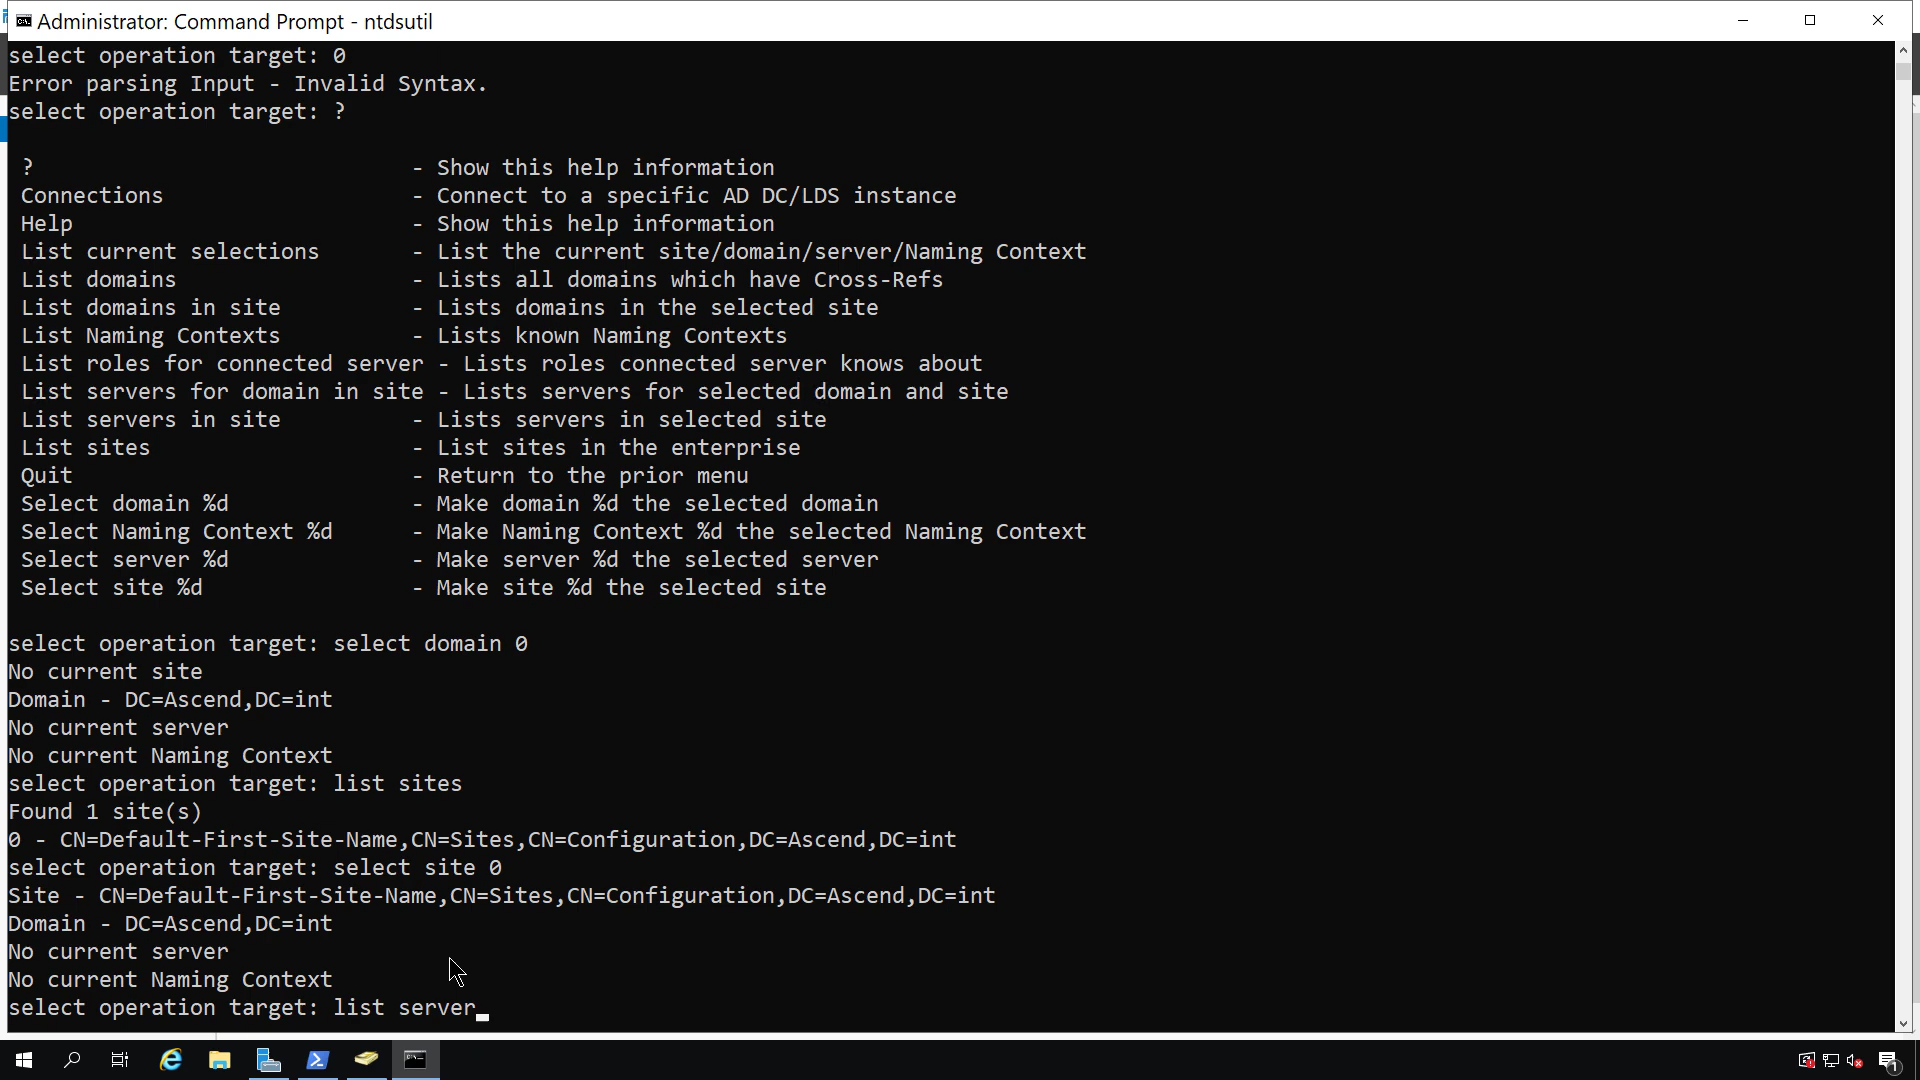 Administrator: Command Prompt - ntdsutil
select operation target: 0
Error parsing Input - Invalid Syntax.
select operation target: ?
?                              - Show this help information
Connections                    - Connect to a specific AD DC/LDS instance
Help                           - Show this help information
List current selections        - List the current site/domain/server/Naming Context
List domains                   - Lists all domains which have Cross-Refs
List domains in site           - Lists domains in the selected site
List Naming Contexts           - Lists known Naming Contexts
List roles for connected server - Lists roles connected server knows about
List servers for domain in site - Lists servers for selected domain and site
List servers in site           - Lists servers in selected site
List sites                     - List sites in the enterprise
Quit                           - Return to the prior menu
Select domain %d               - Make domain %d the selected domain
Select Naming Context %d       - Make Naming Context %d the selected Naming Context
Select server %d               - Make server %d the selected server
Select site %d                 - Make site %d the selected site
select operation target: select domain 0
No current site
Domain - DC=Ascend,DC=int
No current server
No current Naming Context
select operation target: list sites
Found 1 site(s)
0 - CN=Default-First-Site-Name,CN=Sites,CN=Configuration,DC=Ascend,DC=int
select operation target: select site 0
Site - CN=Default-First-Site-Name,CN=Sites,CN=Configuration,DC=Ascend,DC=int
Domain - DC=Ascend,DC=int
No current server
No current Naming Context
select operation target: list server
1